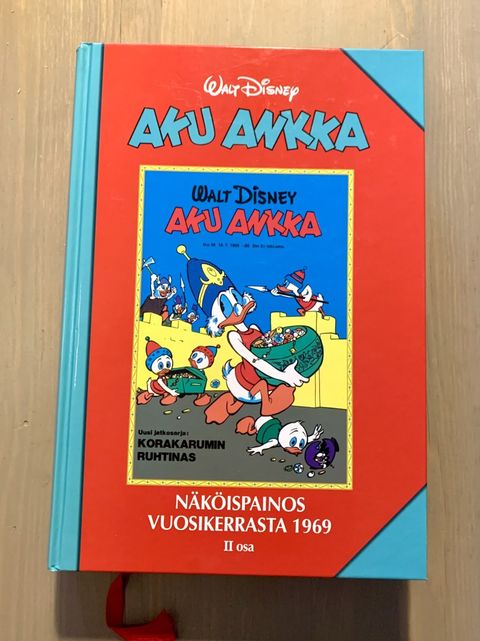 WALT DISNEY
AKU ANKKA
WALT DISNEY
AKU ANKKA
Uusi jatkosarja:
KORAKARUMIN
RUHTINAS
NÄKÖISPAINOS
VUOSIKERRASTA 1969
II osa